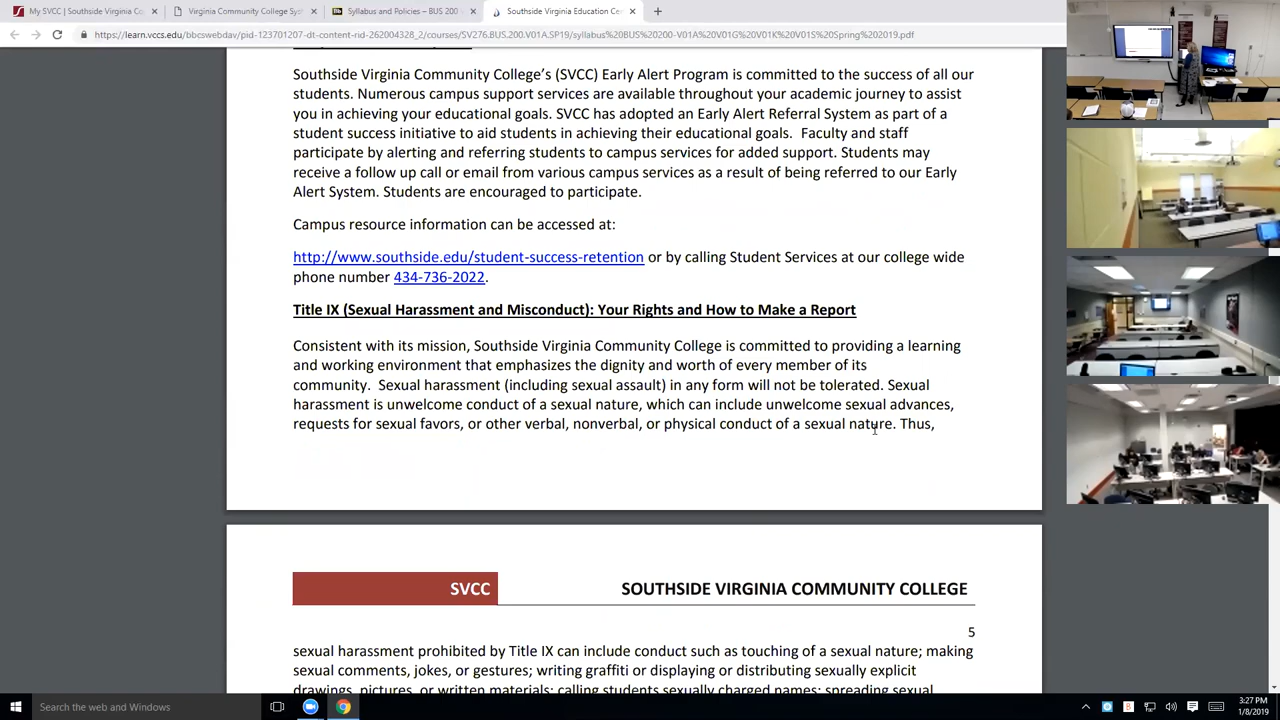 My SVCC | Southside Virginia Co
Virginia Community College Sys
Syllabus and Policies – BUS 200
Southside Virginia Education Ce
https://learn.vccs.edu/bbcswebdav/pid-123701207-dt-content-rid-262004328_2/courses/SV276.BUS.200.V01A.SP19/syllabus%20BUS%20200-V01A%20V01G%20V01K%20V01S%20Spring%202019.pdf
Southside Virginia Community College's (SVCC) Early Alert Program is committed to the success of all our
students. Numerous campus support services are available throughout your academic journey to assist
you in achieving your educational goals. SVCC has adopted an Early Alert Referral System as part of a
student success initiative to aid students in achieving their educational goals.  Faculty and staff
participate by alerting and referring students to campus services for added support. Students may
receive a follow up call or email from various campus services as a result of being referred to our Early
Alert System. Students are encouraged to participate.
Campus resource information can be accessed at:
http://www.southside.edu/student-success-retention or by calling Student Services at our college wide
phone number 434-736-2022.
Title IX (Sexual Harassment and Misconduct): Your Rights and How to Make a Report
Consistent with its mission, Southside Virginia Community College is committed to providing a learning
and working environment that emphasizes the dignity and worth of every member of its
community.  Sexual harassment (including sexual assault) in any form will not be tolerated. Sexual
harassment is unwelcome conduct of a sexual nature, which can include unwelcome sexual advances,
requests for sexual favors, or other verbal, nonverbal, or physical conduct of a sexual nature. Thus,
SVCC
SOUTHSIDE VIRGINIA COMMUNITY COLLEGE
5
sexual harassment prohibited by Title IX can include conduct such as touching of a sexual nature; making
sexual comments, jokes, or gestures; writing graffiti or displaying or distributing sexually explicit
drawings, pictures, or written materials; calling students sexually charged names; spreading sexual
Search the web and Windows
3:27 PM
1/8/2019